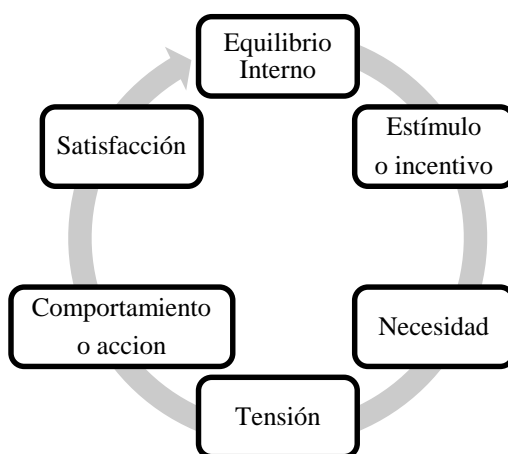 Equilibrio
Interno
Estímulo
o incentivo
Necesidad
Tensión
Comportamiento
o accion
Satisfacción